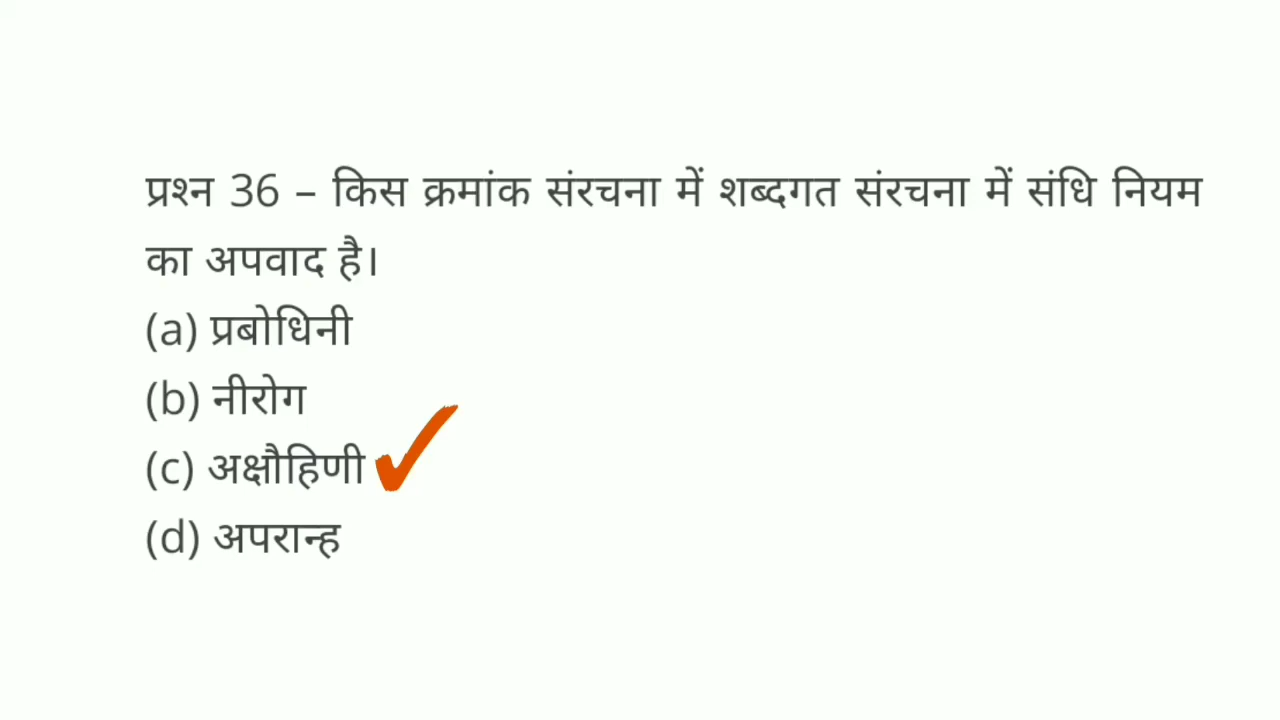 प्रश्न 36 – किस क्रमांक संरचना में शब्दगत संरचना में संधि नियम
का अपवाद है।
(a) प्रबोधिनी
(b) नीरोग
(c) अक्षौहिणी
(d) अपरान्ह